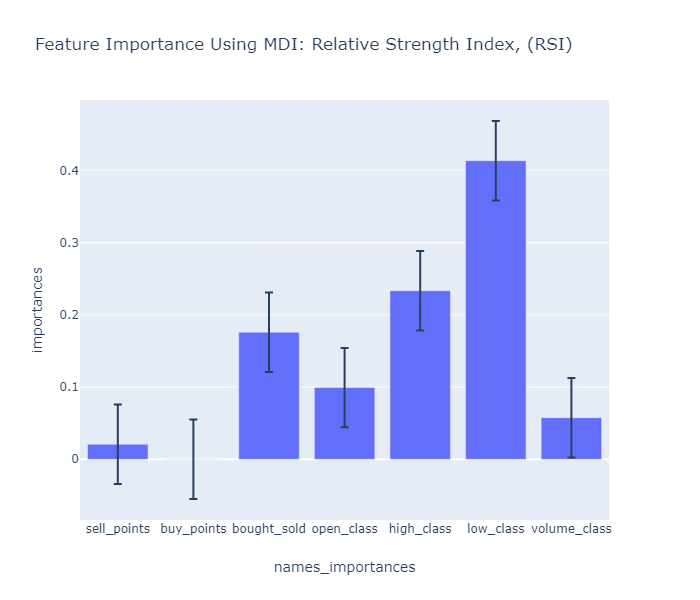 Feature Importance Using MDI: Relative Strength Index, (RSI)
importances
0.4
0.3
0.2
0.1
0
sell_points buy_points bought_sold open_class high_class low_class volume_class
names_importances